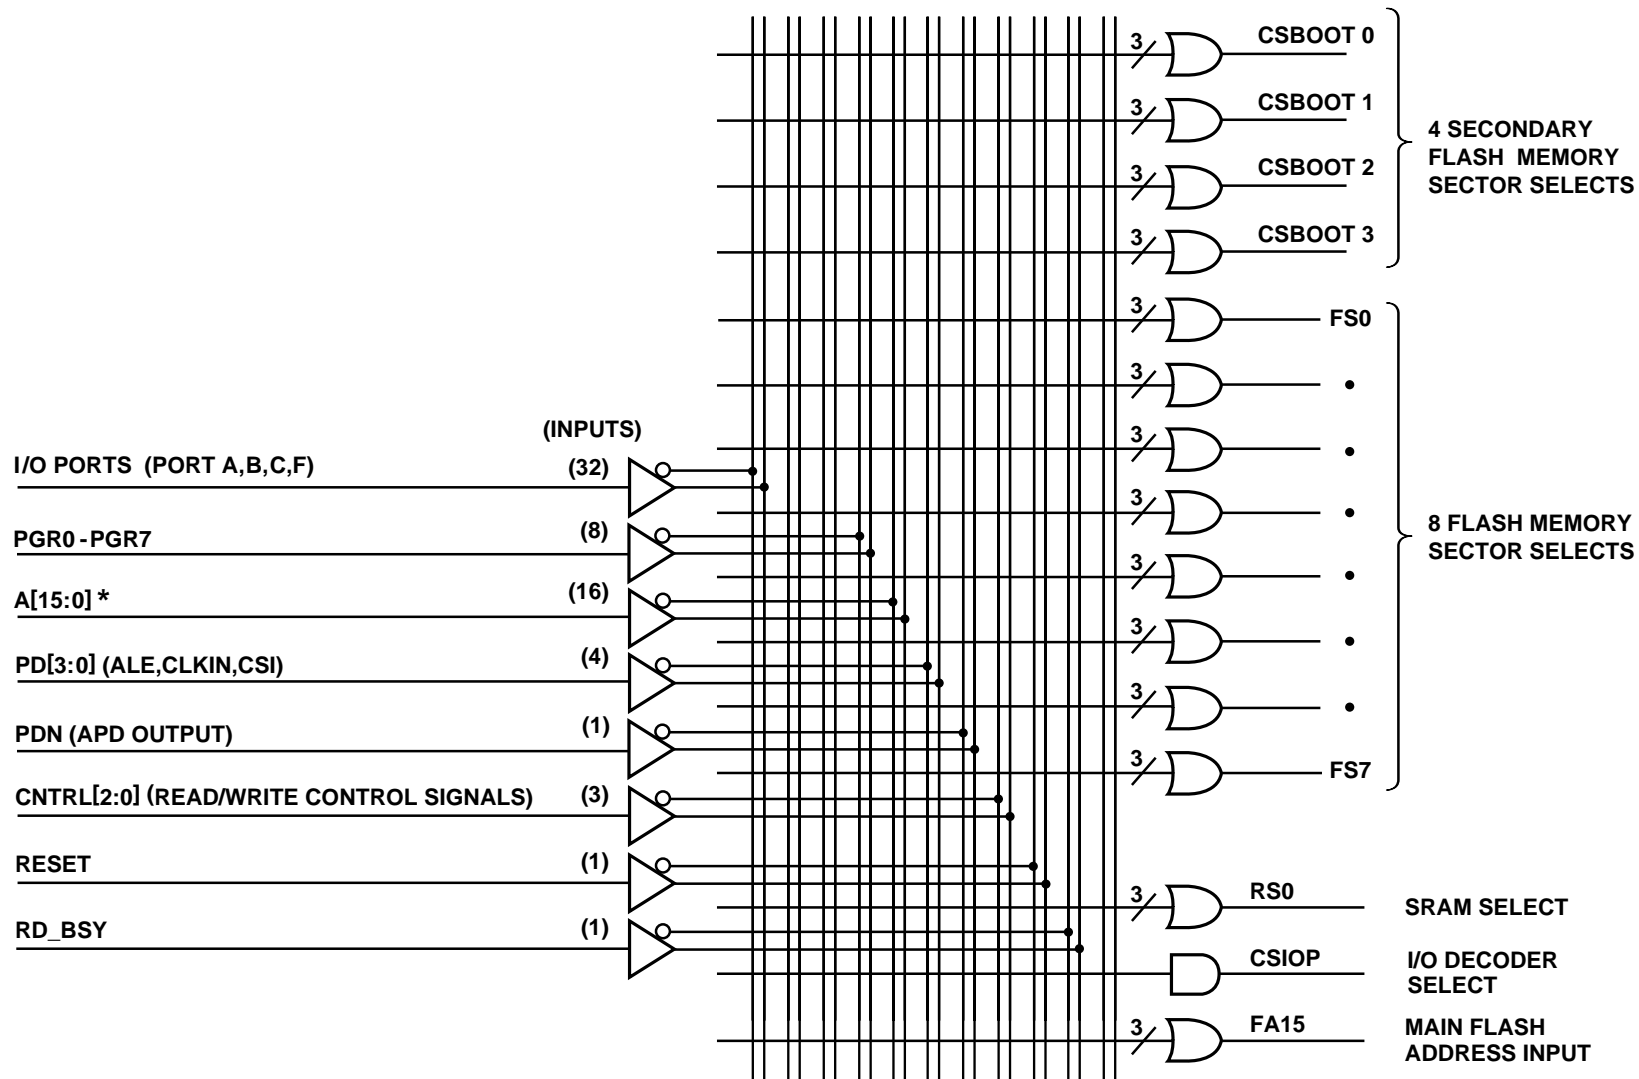 3 CSBOOT 0
3 CSBOOT 1
3 CSBOOT 2
3 CSBOOT 3
4 SECONDARY
FLASH MEMORY
SECTOR SELECTS
3 FS0
3
3
3
3
3
3
3 FS7
8 FLASH MEMORY
SECTOR SELECTS
(INPUTS)
I/O PORTS (PORT A,B,C,F) (32)
PGR0 - PGR7 (8)
A[15:0] * (16)
PD[3:0] (ALE,CLKIN,CSI) (4)
PDN (APD OUTPUT) (1)
CNTRL[2:0] (READ/WRITE CONTROL SIGNALS) (3)
RESET (1)
RD_BSY (1)
3 RS0 SRAM SELECT
CSIOP I/O DECODER
SELECT
3 FA15 MAIN FLASH
ADDRESS INPUT